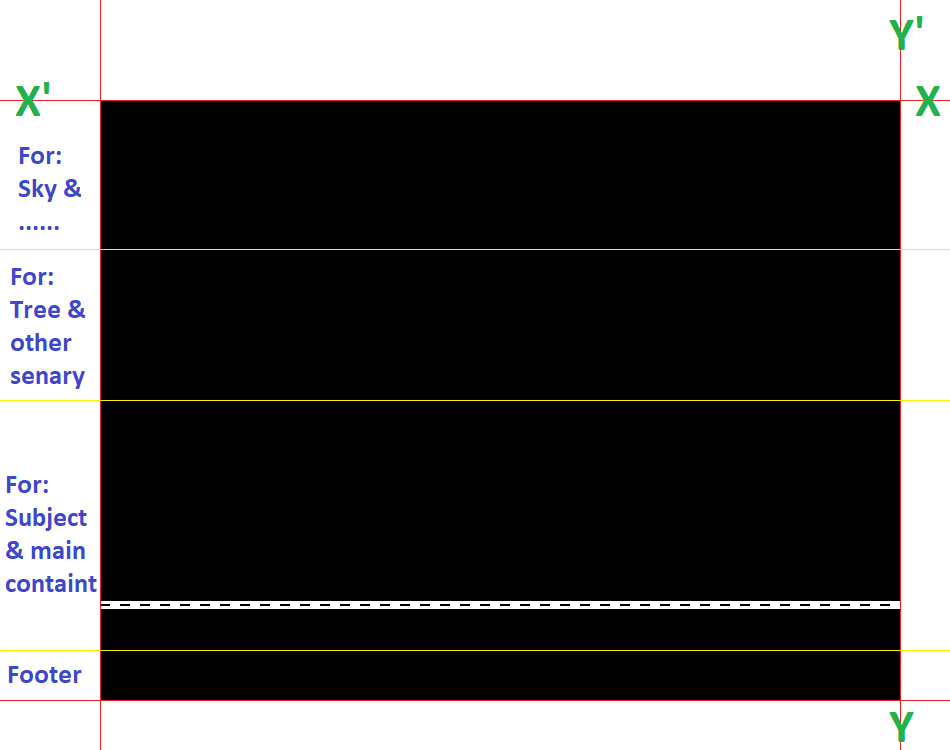 Y'
X'
X
For:
Sky &
......
For:
Tree &
other
senary
For:
Subject
& main
containt
Footer
Y